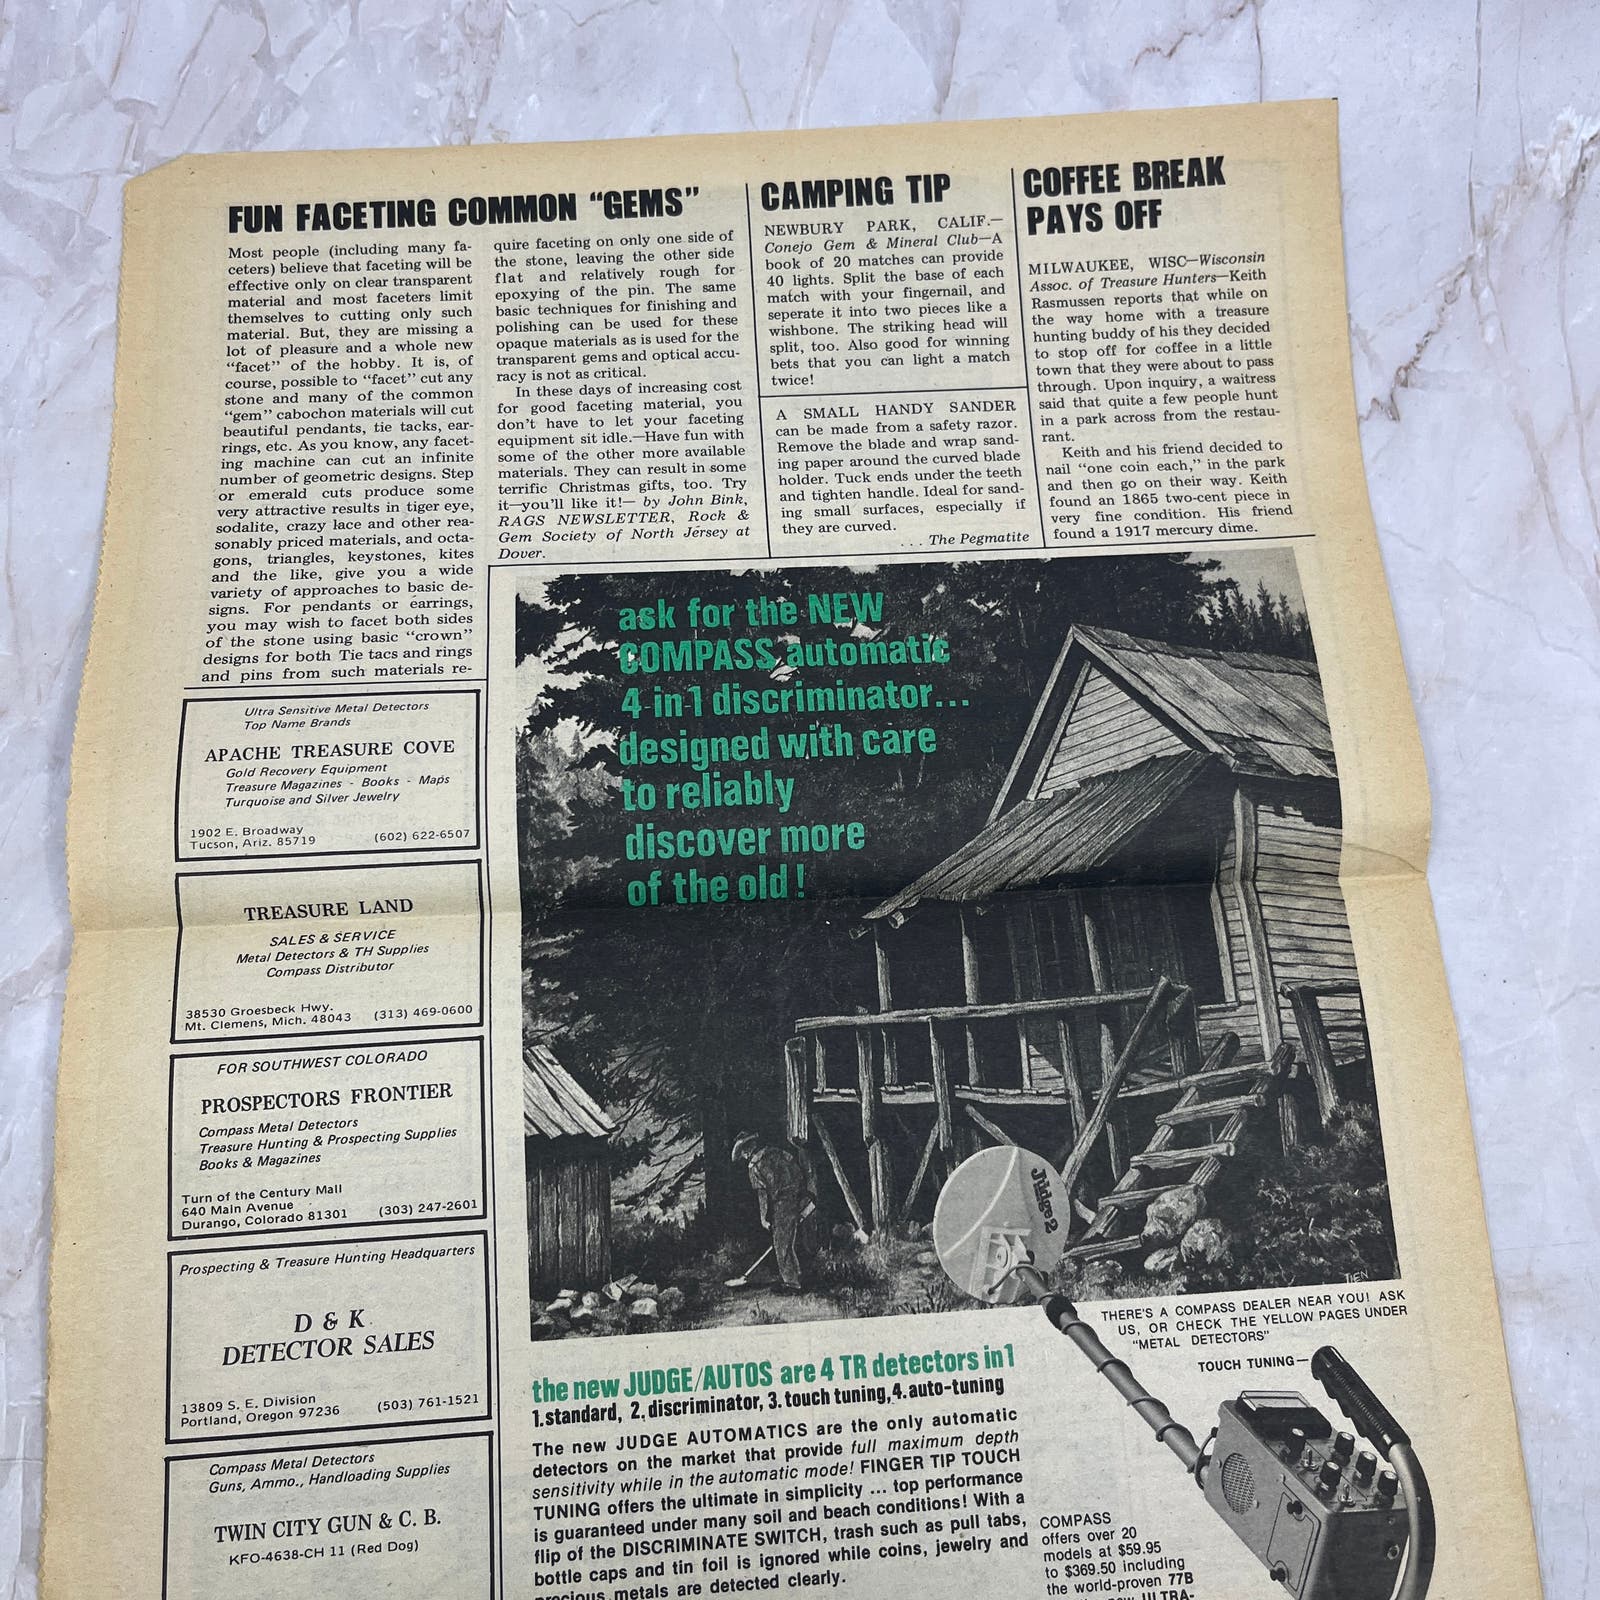 FUN FACETING COMMON "GEMS"
Most people (including many fa-
ceters) believe that faceting will be
effective only on clear transparent
material and most faceters limit
themselves to cutting only such
material. But, they are missing a
lot of pleasure and a whole new
"facet" of the hobby. It is, of
course, possible to "facet" cut any
stone and many of the common
"gem" cabochon materials will cut
beautiful pendants, tie tacks, ear-
rings, etc. As you know, any facet-
ing machine can cut an infinite
number of geometric designs. Step
or emerald cuts produce some
very attractive results in tiger eye,
sodalite, crazy lace and other rea-
sonably priced materials, and octa-
gons, triangles, keystones, kites
and the like, give you a wide
variety of approaches to basic de-
signs. For pendants or earrings,
you may wish to facet both sides
of the stone using basic "crown"
designs for both Tie tacs and rings
and pins from such materials re-
quire faceting on only one side of
the stone, leaving the other side
flat and relatively rough for
epoxying of the pin. The same
basic techniques for finishing and
polishing can be used for these
opaque materials as is used for the
transparent gems and optical accu-
racy is not as critical.
In these days of increasing cost
for good faceting material, you
don't have to let your faceting
equipment sit idle.—Have fun with
some of the other more available
materials. They can result in some
terrific Christmas gifts, too. Try
it—you'll like it!— by John Bink,
RAGS NEWSLETTER, Rock &
Gem Society of North Jersey at
Dover.
CAMPING TIP
NEWBURY PARK, CALIF.—
Conejo Gem & Mineral Club—A
book of 20 matches can provide
40 lights. Split the base of each
match with your fingernail, and
seperate it into two pieces like a
wishbone. The striking head will
split, too. Also good for winning
bets that you can light a match
twice!
A SMALL HANDY SANDER
can be made from a safety razor.
Remove the blade and wrap sand-
ing paper around the curved blade
holder. Tuck ends under the teeth
and tighten handle. Ideal for sand-
ing small surfaces, especially if
they are curved.
. . . The Pegmatite
COFFEE BREAK
PAYS OFF
MILWAUKEE, WISC—Wisconsin
Assoc. of Treasure Hunters—Keith
Rasmussen reports that while on
the way home with a treasure
hunting buddy of his they decided
to stop off for coffee in a little
town that they were about to pass
through. Upon inquiry, a waitress
said that quite a few people hunt
in a park across from the restau-
rant.
Keith and his friend decided to
nail "one coin each," in the park
and then go on their way. Keith
found an 1865 two-cent piece in
very fine condition. His friend
found a 1917 mercury dime.
Ultra Sensitive Metal Detectors
Top Name Brands
APACHE TREASURE COVE
Gold Recovery Equipment
Treasure Magazines - Books - Maps
Turquoise and Silver Jewelry
1902 E. Broadway
Tucson, Ariz. 85719 (602) 622-6507
TREASURE LAND
SALES & SERVICE
Metal Detectors & TH Supplies
Compass Distributor
38530 Groesbeck Hwy.
Mt. Clemens, Mich. 48043 (313) 469-0600
FOR SOUTHWEST COLORADO
PROSPECTORS FRONTIER
Compass Metal Detectors
Treasure Hunting & Prospecting Supplies
Books & Magazines
Turn of the Century Mall
640 Main Avenue
Durango, Colorado 81301 (303) 247-2601
Prospecting & Treasure Hunting Headquarters
D & K
DETECTOR SALES
13809 S. E. Division
Portland, Oregon 97236 (503) 761-1521
Compass Metal Detectors
Guns, Ammo., Handloading Supplies
TWIN CITY GUN & C. B.
KFO-4638-CH 11 (Red Dog)
ask for the NEW
COMPASS automatic
4-in-1 discriminator...
designed with care
to reliably
discover more
of the old!
Judge 2
TIEN
THERE'S A COMPASS DEALER NEAR YOU! ASK
US, OR CHECK THE YELLOW PAGES UNDER
"METAL DETECTORS"
TOUCH TUNING—
the new JUDGE/AUTOS are 4 TR detectors in 1
1.standard, 2.discriminator, 3.touch tuning,4.auto-tuning
The new JUDGE AUTOMATICS are the only automatic
detectors on the market that provide full maximum depth
sensitivity while in the automatic mode! FINGER TIP TOUCH
TUNING offers the ultimate in simplicity ... top performance
is guaranteed under many soil and beach conditions! With a
flip of the DISCRIMINATE SWITCH, trash such as pull tabs,
bottle caps and tin foil is ignored while coins, jewelry and
precious metals are detected clearly.
COMPASS
offers over 20
models at $59.95
to $369.50 including
the world-proven 77B
new ULTRA-